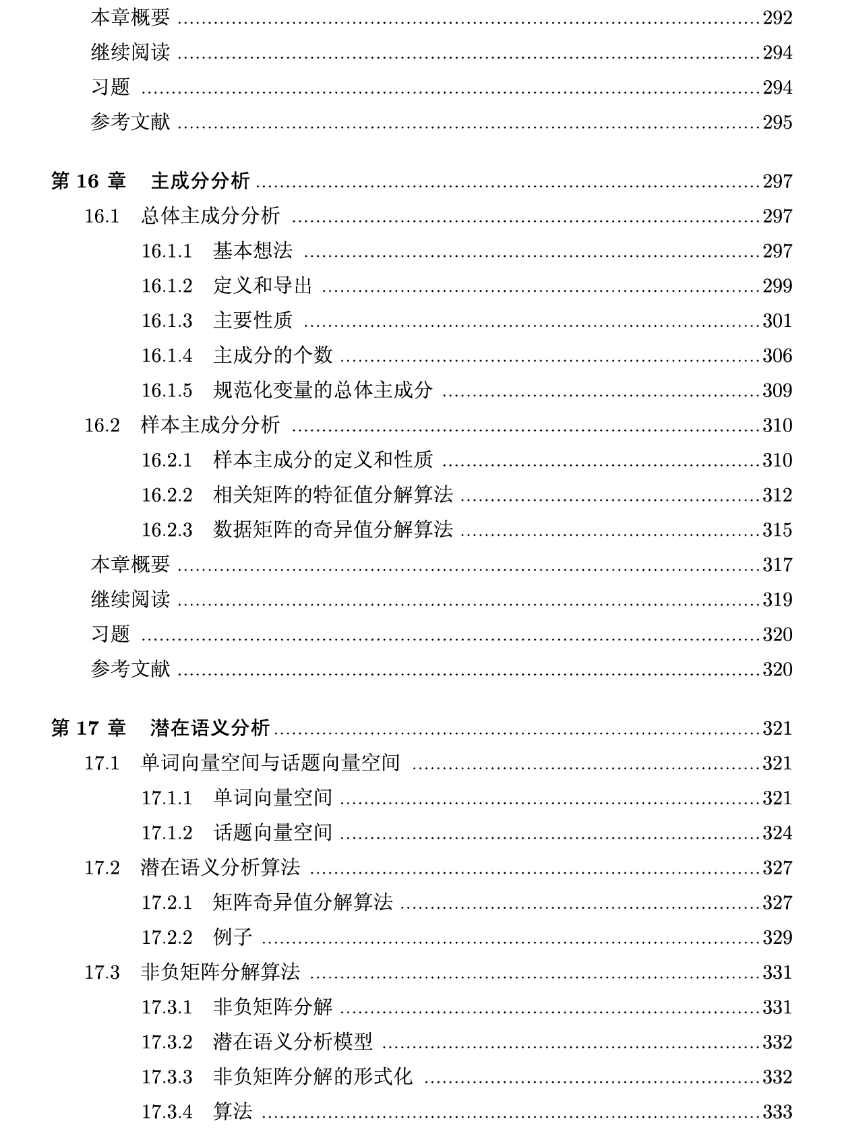 本章概要 292
继续阅读 294
习题 294
参考文献 295
第 16 章 主成分分析 297
16.1 总体主成分分析 297
16.1.1 基本想法 297
16.1.2 定义和导出 299
16.1.3 主要性质 301
16.1.4 主成分的个数 306
16.1.5 规范化变量的总体主成分 309
16.2 样本主成分分析 310
16.2.1 样本主成分的定义和性质 310
16.2.2 相关矩阵的特征值分解算法 312
16.2.3 数据矩阵的奇异值分解算法 315
本章概要 317
继续阅读 319
习题 320
参考文献 320
第 17 章 潜在语义分析 321
17.1 单词向量空间与话题向量空间 321
17.1.1 单词向量空间 321
17.1.2 话题向量空间 324
17.2 潜在语义分析算法 327
17.2.1 矩阵奇异值分解算法 327
17.2.2 例子 329
17.3 非负矩阵分解算法 331
17.3.1 非负矩阵分解 331
17.3.2 潜在语义分析模型 332
17.3.3 非负矩阵分解的形式化 332
17.3.4 算法 333